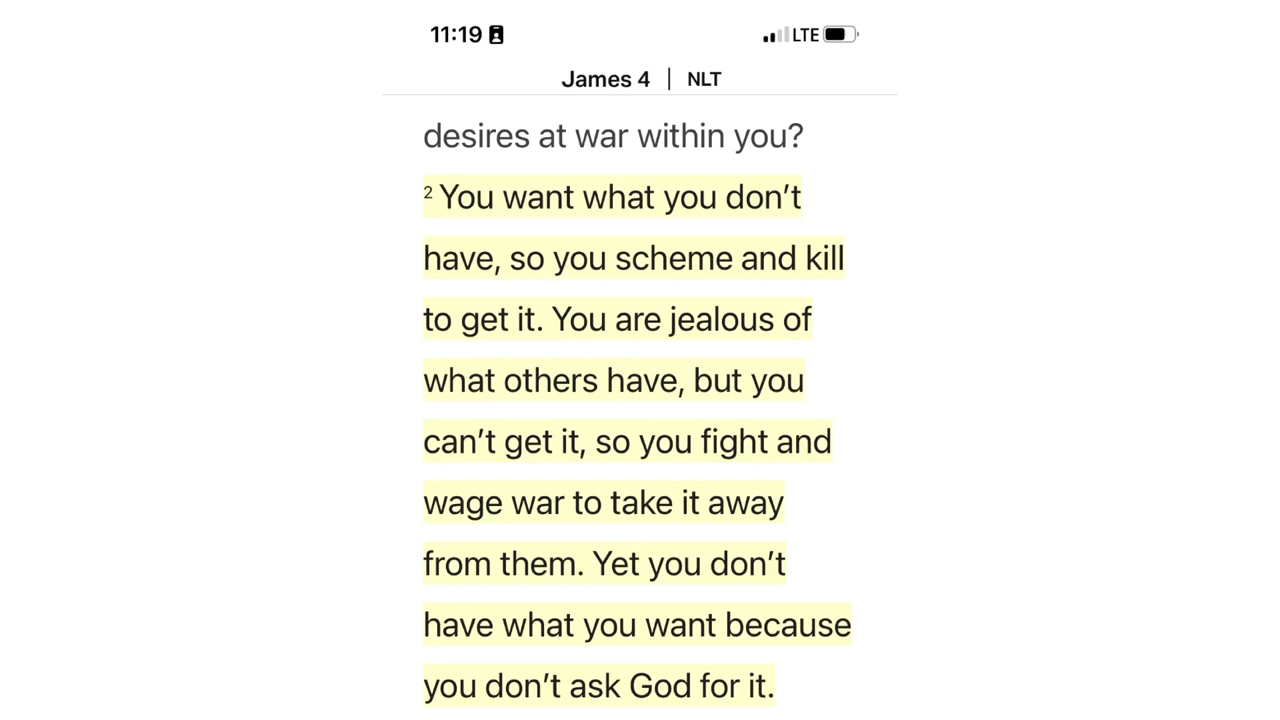 11:19 LTE
James 4 | NLT
desires at war within you?
2 You want what you don’t
have, so you scheme and kill
to get it. You are jealous of
what others have, but you
can’t get it, so you fight and
wage war to take it away
from them. Yet you don’t
have what you want because
you don’t ask God for it.